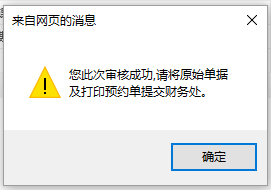 来自网页的消息
您此次审核成功,请将原始单据
及打印预约单提交财务处。
确定